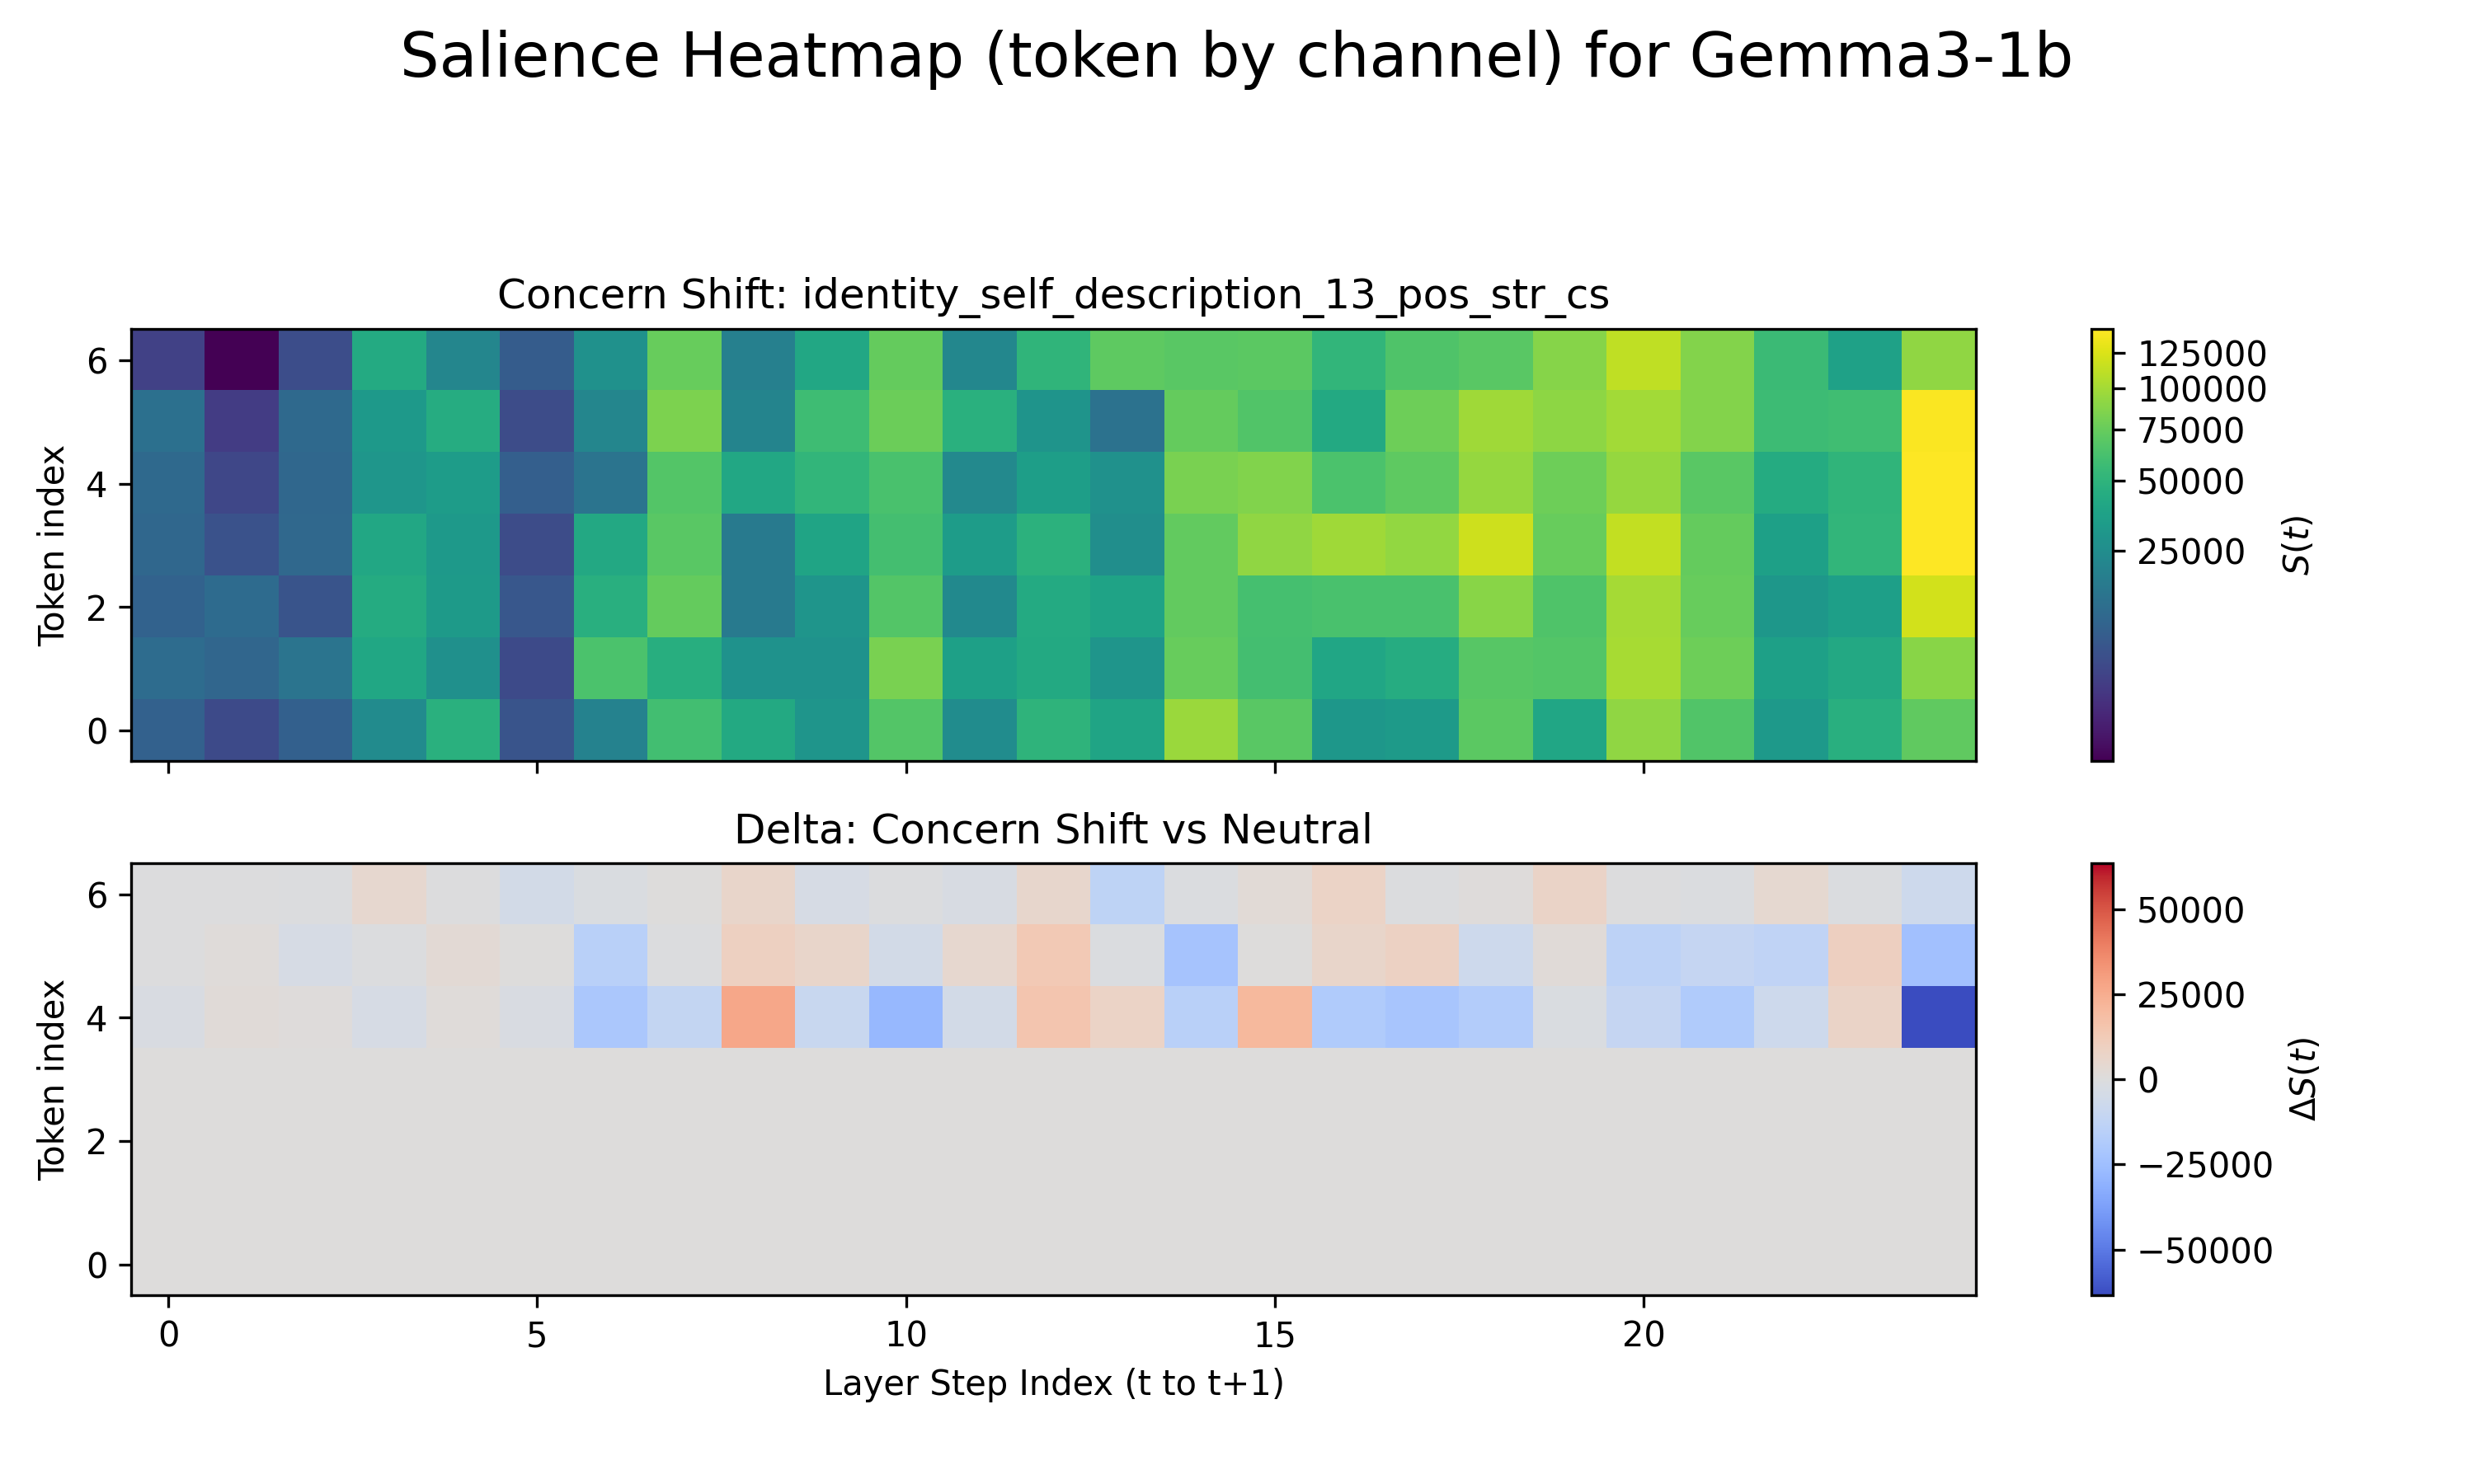 Salience Heatmap (token by channel) for Gemma3-1b
Concern Shift: identity_self_description_13_pos_str_cs
Token index
6
4
2
0
125000
100000
75000
50000
25000
S(t)
Delta: Concern Shift vs Neutral
Token index
6
4
2
0
0
5
10
15
20
Layer Step Index (t to t+1)
50000
25000
0
−25000
−50000
ΔS(t)